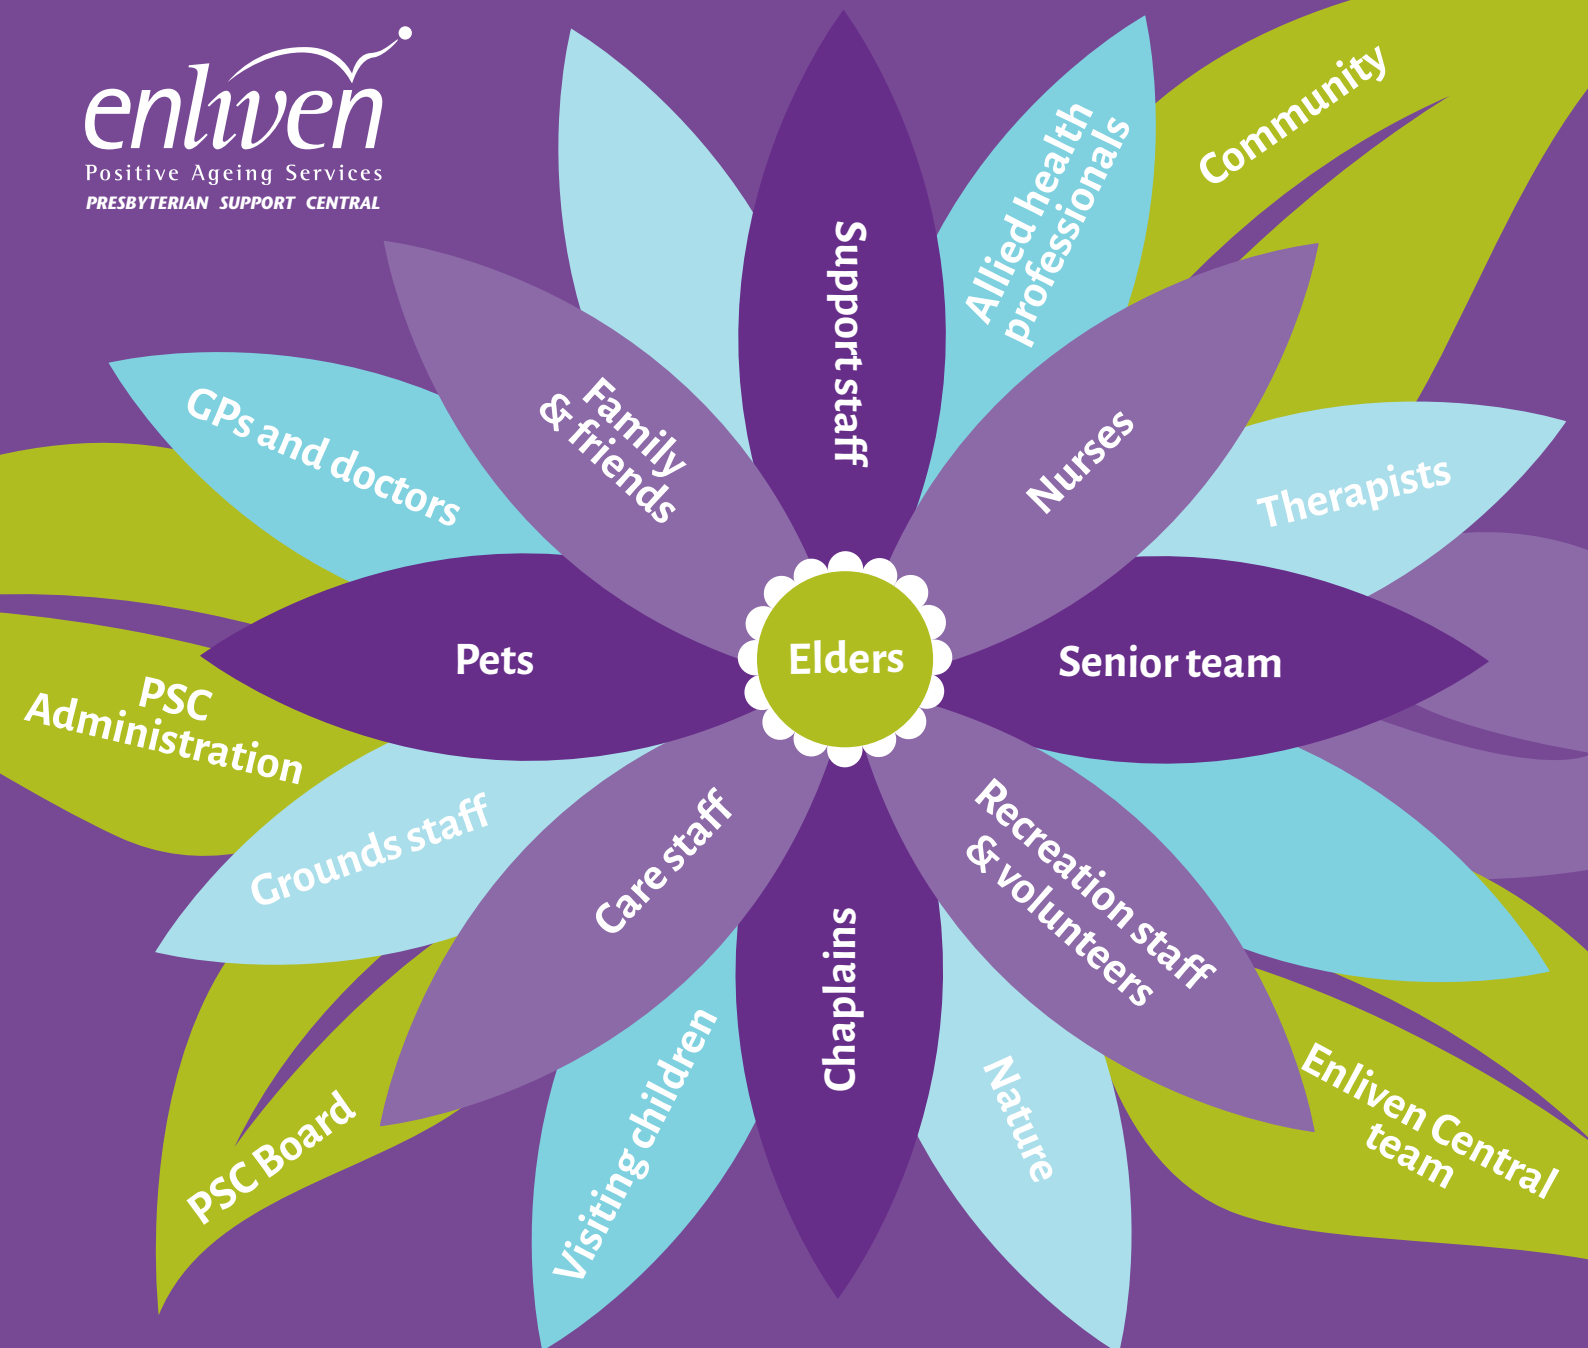 enliven
Positive Ageing Services
PRESBYTERIAN SUPPORT CENTRAL
Community
Allied health
professionals
Support staff
Family
& friends
GPs and doctors
Nurses
Therapists
Pets
Elders
Senior team
PSC
Administration
Grounds staff
Care staff
Recreation staff
& volunteers
Chaplains
Visiting children
Nature
PSC Board
Enliven Central
team